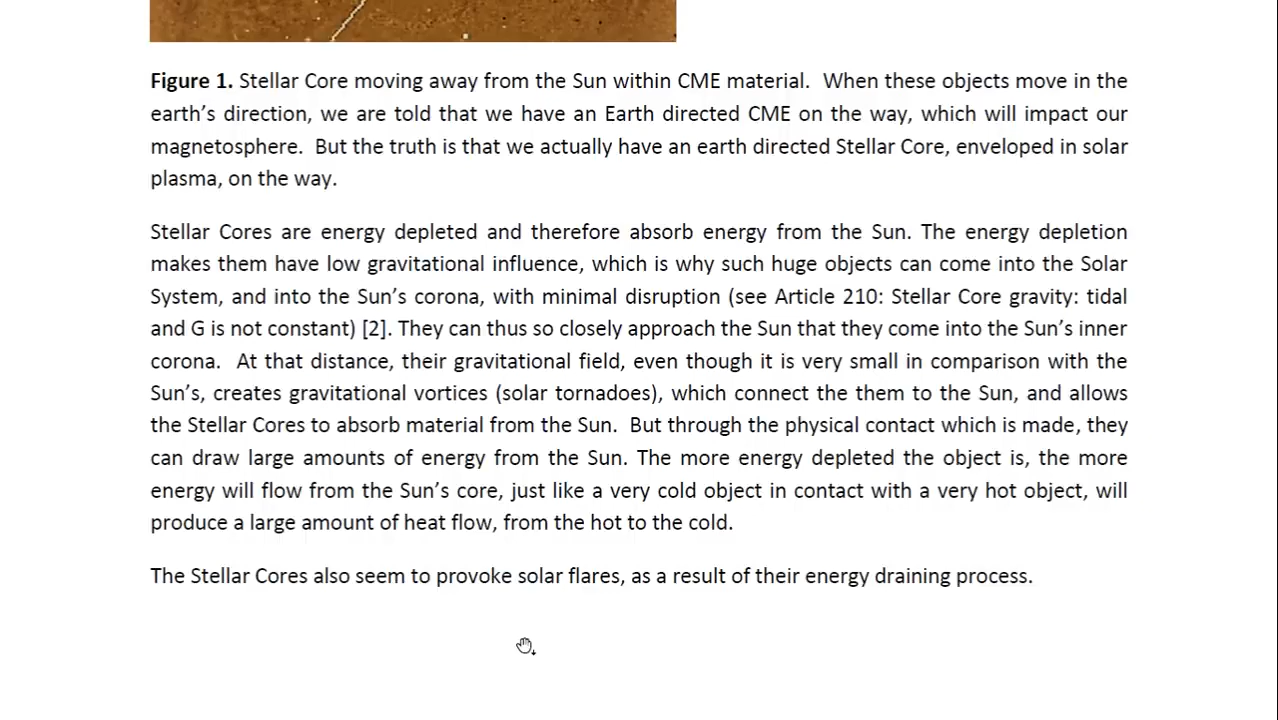 Figure 1. Stellar Core moving away from the Sun within CME material.  When these objects move in the
earth's direction, we are told that we have an Earth directed CME on the way, which will impact our
magnetosphere.  But the truth is that we actually have an earth directed Stellar Core, enveloped in solar
plasma, on the way.
Stellar Cores are energy depleted and therefore absorb energy from the Sun. The energy depletion
makes them have low gravitational influence, which is why such huge objects can come into the Solar
System, and into the Sun's corona, with minimal disruption (see Article 210: Stellar Core gravity: tidal
and G is not constant) [2]. They can thus so closely approach the Sun that they come into the Sun's inner
corona.  At that distance, their gravitational field, even though it is very small in comparison with the
Sun's, creates gravitational vortices (solar tornadoes), which connect the them to the Sun, and allows
the Stellar Cores to absorb material from the Sun.  But through the physical contact which is made, they
can draw large amounts of energy from the Sun. The more energy depleted the object is, the more
energy will flow from the Sun's core, just like a very cold object in contact with a very hot object, will
produce a large amount of heat flow, from the hot to the cold.
The Stellar Cores also seem to provoke solar flares, as a result of their energy draining process.